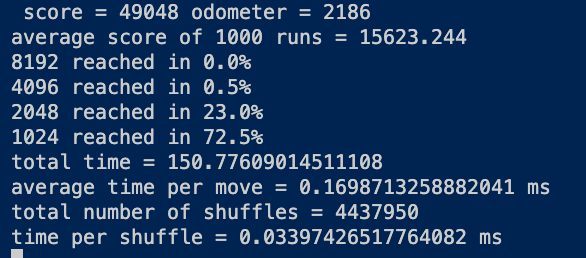 score = 49048 odometer = 2186
average score of 1000 runs = 15623.244
8192 reached in 0.0%
4096 reached in 0.5%
2048 reached in 23.0%
1024 reached in 72.5%
total time = 150.77609014511108
average time per move = 0.1698713258882041 ms
total number of shuffles = 4437950
time per shuffle = 0.03397426517764082 ms